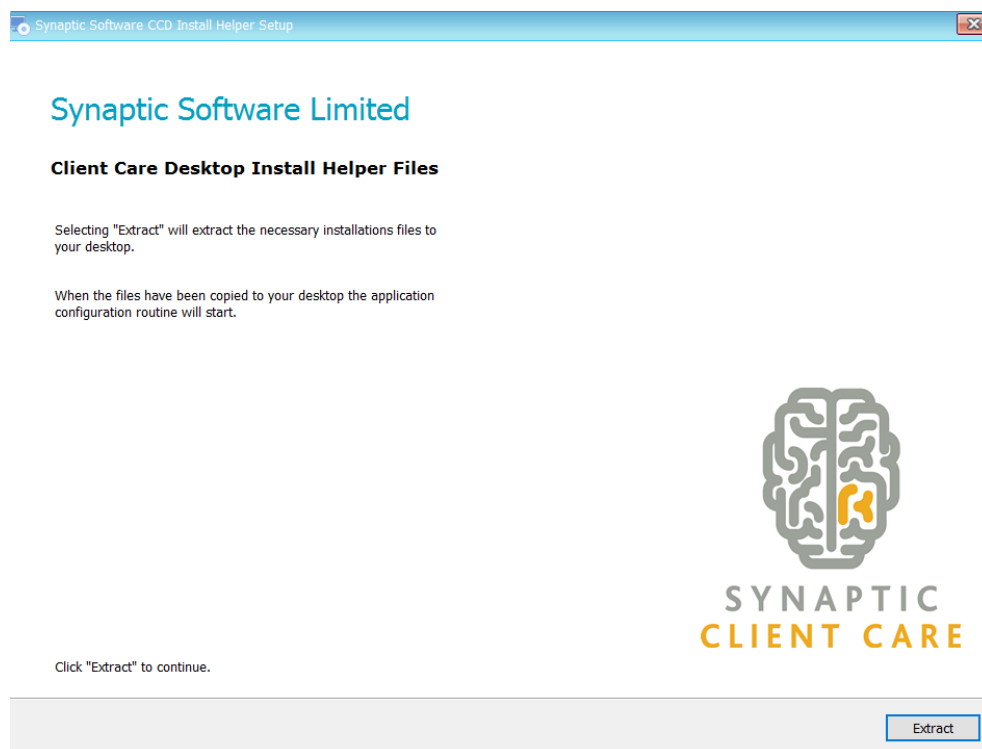 Synaptic Software CCD Install Helper Setup
Synaptic Software Limited
Client Care Desktop Install Helper Files
Selecting "Extract" will extract the necessary installations files to
your desktop.
When the files have been copied to your desktop the application
configuration routine will start.
SYNAPTIC
CLIENT CARE
Click "Extract" to continue.
Extract